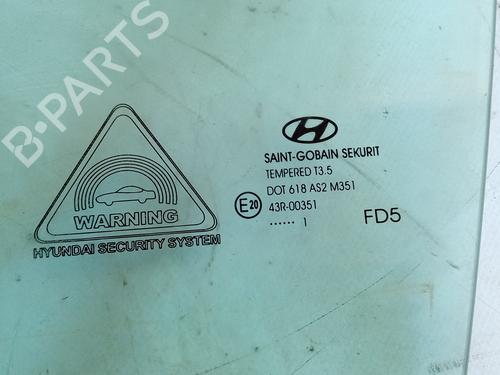 B-PARTS
WARNING
HYUNDAI SECURITY SYSTEM
SAINT-GOBAIN SEKURIT
TEMPERED T3.5
DOT 618 AS2 M351
E20 43R-00351
...... 1
FD5